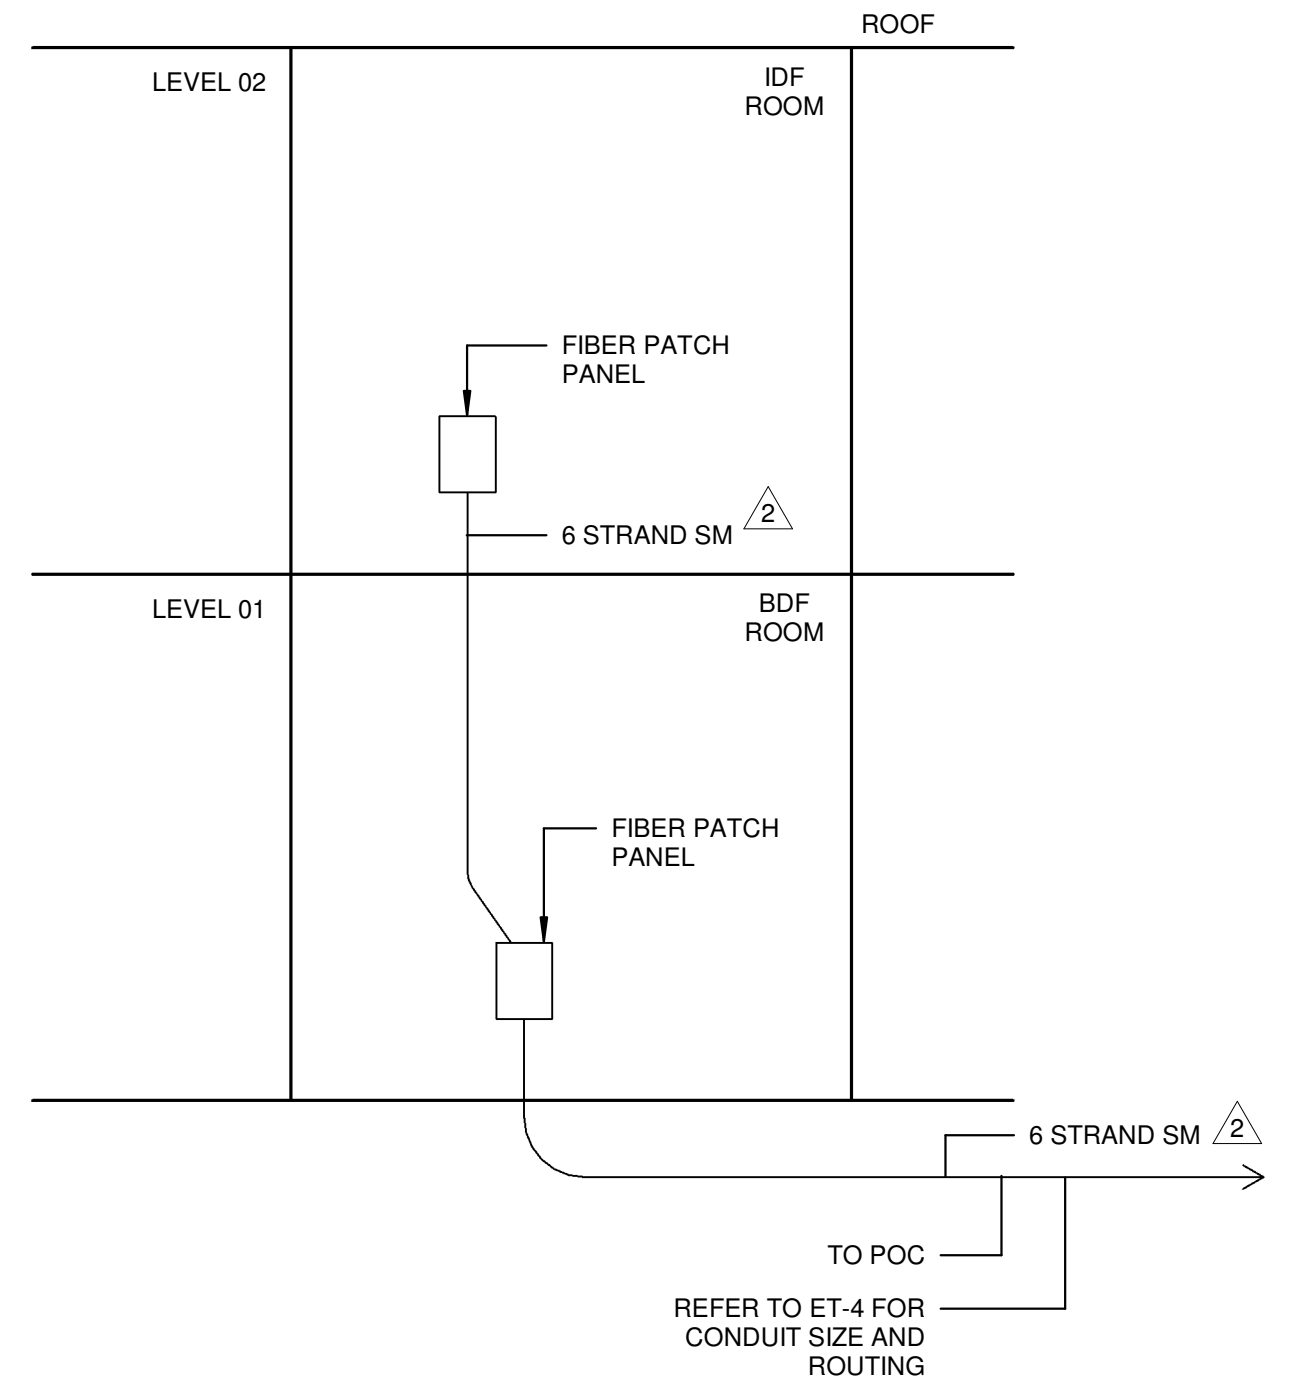 ROOF
LEVEL 02
IDF
ROOM
FIBER PATCH
PANEL
6 STRAND SM
2
LEVEL 01
BDF
ROOM
FIBER PATCH
PANEL
6 STRAND SM
2
TO POC
REFER TO ET-4 FOR
CONDUIT SIZE AND
ROUTING